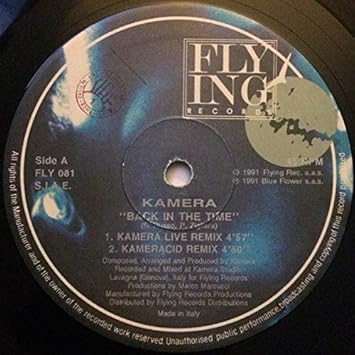 FLY
ING
RECORDS
Side A
FLY 081
S.I.A.E.
RPM
℗ 1991 Flying Rec. s.a.s.
© 1991 Blue Flower s.a.s.
KAMERA
"BACK IN THE TIME"
1. KAMERA LIVE REMIX 4'57"
2. KAMERACID REMIX
Composed, Arranged and Produced by Kamera
Recorded and Mixed at Kamera Studio
Lavagna (Genova), Italy for Flying Records
Productions by Marco Marcucci
Manufactured by Flying Records Productions
Distributed by Flying Records Distributions
Made in Italy
All rights of the Manufacturer and of the owner of the recorded work reserved. Unauthorised public performance, broadcasting and copying of this record prohibited.